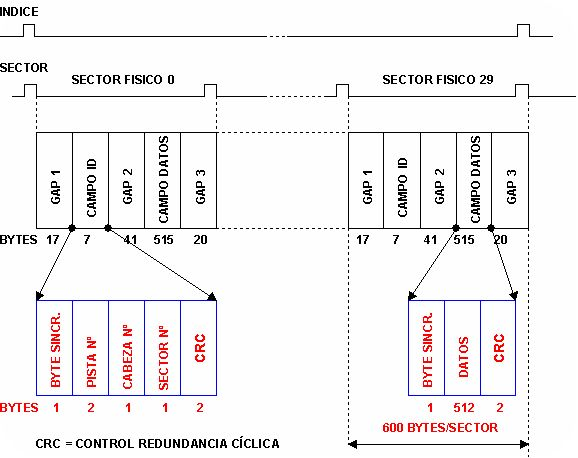 INDICE
SECTOR
SECTOR FISICO 0
SECTOR FISICO 29
GAP 1
CAMPO ID
GAP 2
CAMPO DATOS
GAP 3
GAP 1
CAMPO ID
GAP 2
CAMPO DATOS
GAP 3
BYTES 17 7 41 515 20
17 7 41 515 20
BYTE SINCR.
PISTA Nº
CABEZA Nº
SECTOR Nº
CRC
BYTE SINCR.
DATOS
CRC
BYTES 1 2 1 1 2
1 512 2
600 BYTES/SECTOR
CRC = CONTROL REDUNDANCIA CÍCLICA